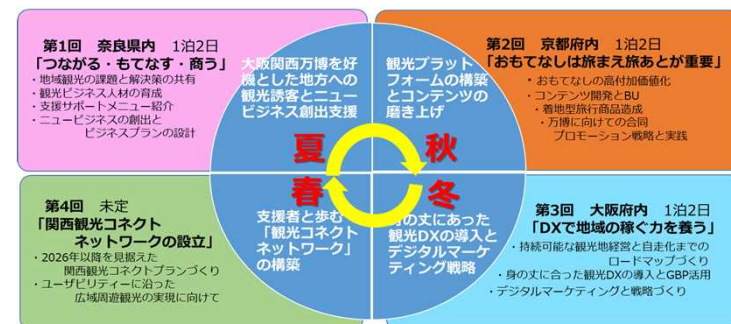 第1回 奈良県内 1泊2日
「つながる・もてなす・商う」
・地域観光の課題と解決策の共有
・観光ビジネス人材の育成
・支援サポートメニュー紹介
・ニュービジネスの創出と
ビジネスプランの設計
大阪関西万博を好
機とした地方への
観光誘客とニュー
ビジネス創出支援
夏
観光プラット
フォームの構築
とコンテンツの
磨き上げ
秋
第2回 京都府内 1泊2日
「おもてなしは旅まえ旅あとが重要」
・おもてなしの高付加価値化
・コンテンツ開発とBU
・着地型旅行商品造成
・万博に向けての合同
プロモーション戦略と実践
第4回 未定
「関西観光コネクト
ネットワークの設立」
・2026年以降を見据えた
関西観光コネクトプランづくり
・ユーザビリティーに沿った
広域周遊観光の実現に向けて
春
支援者と歩む
「観光コネクト
ネットワーク」
の構築
冬
の丈にあった
観光DXの導入と
デジタルマーケ
ティング戦略
第3回 大阪府内 1泊2日
「DXで地域の稼ぐ力を養う」
・持続可能な観光地経営と自走化までの
ロードマップづくり
・身の丈に合った観光DXの導入とGBP活用
・デジタルマーケティングと戦略づくり